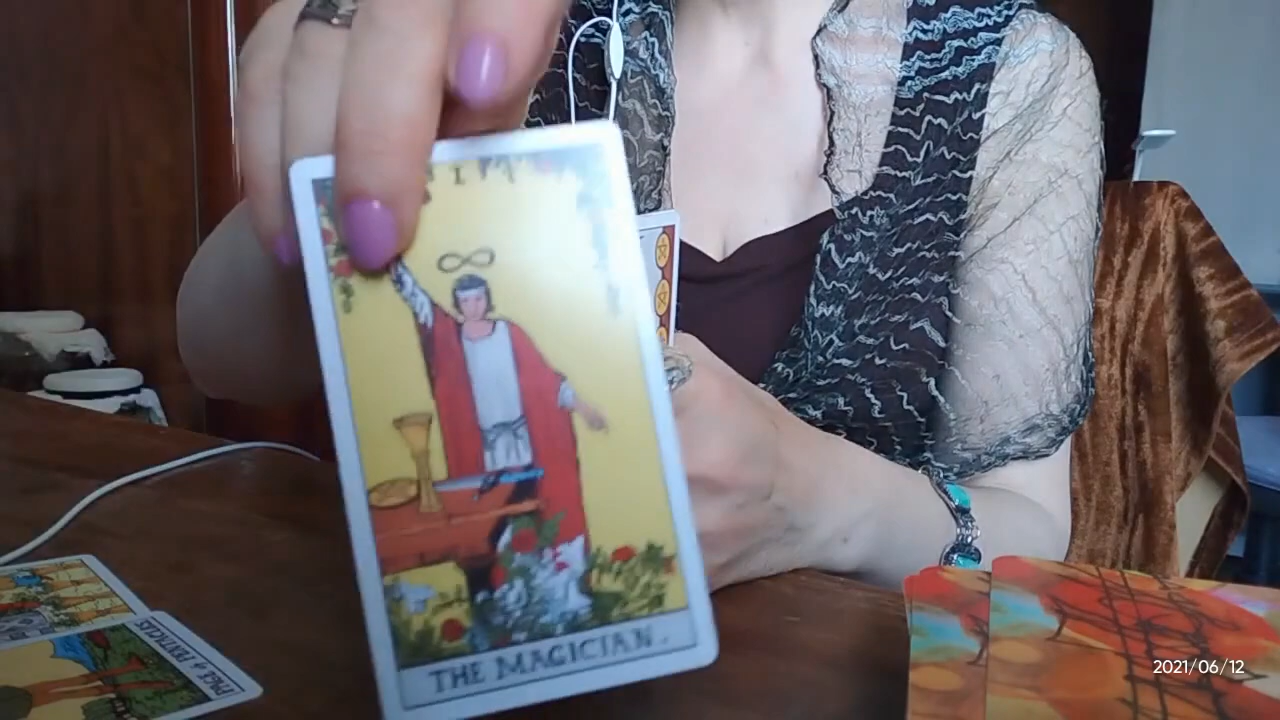 I
THE MAGICIAN.
PAGE of PENTACLES
2021/06/12